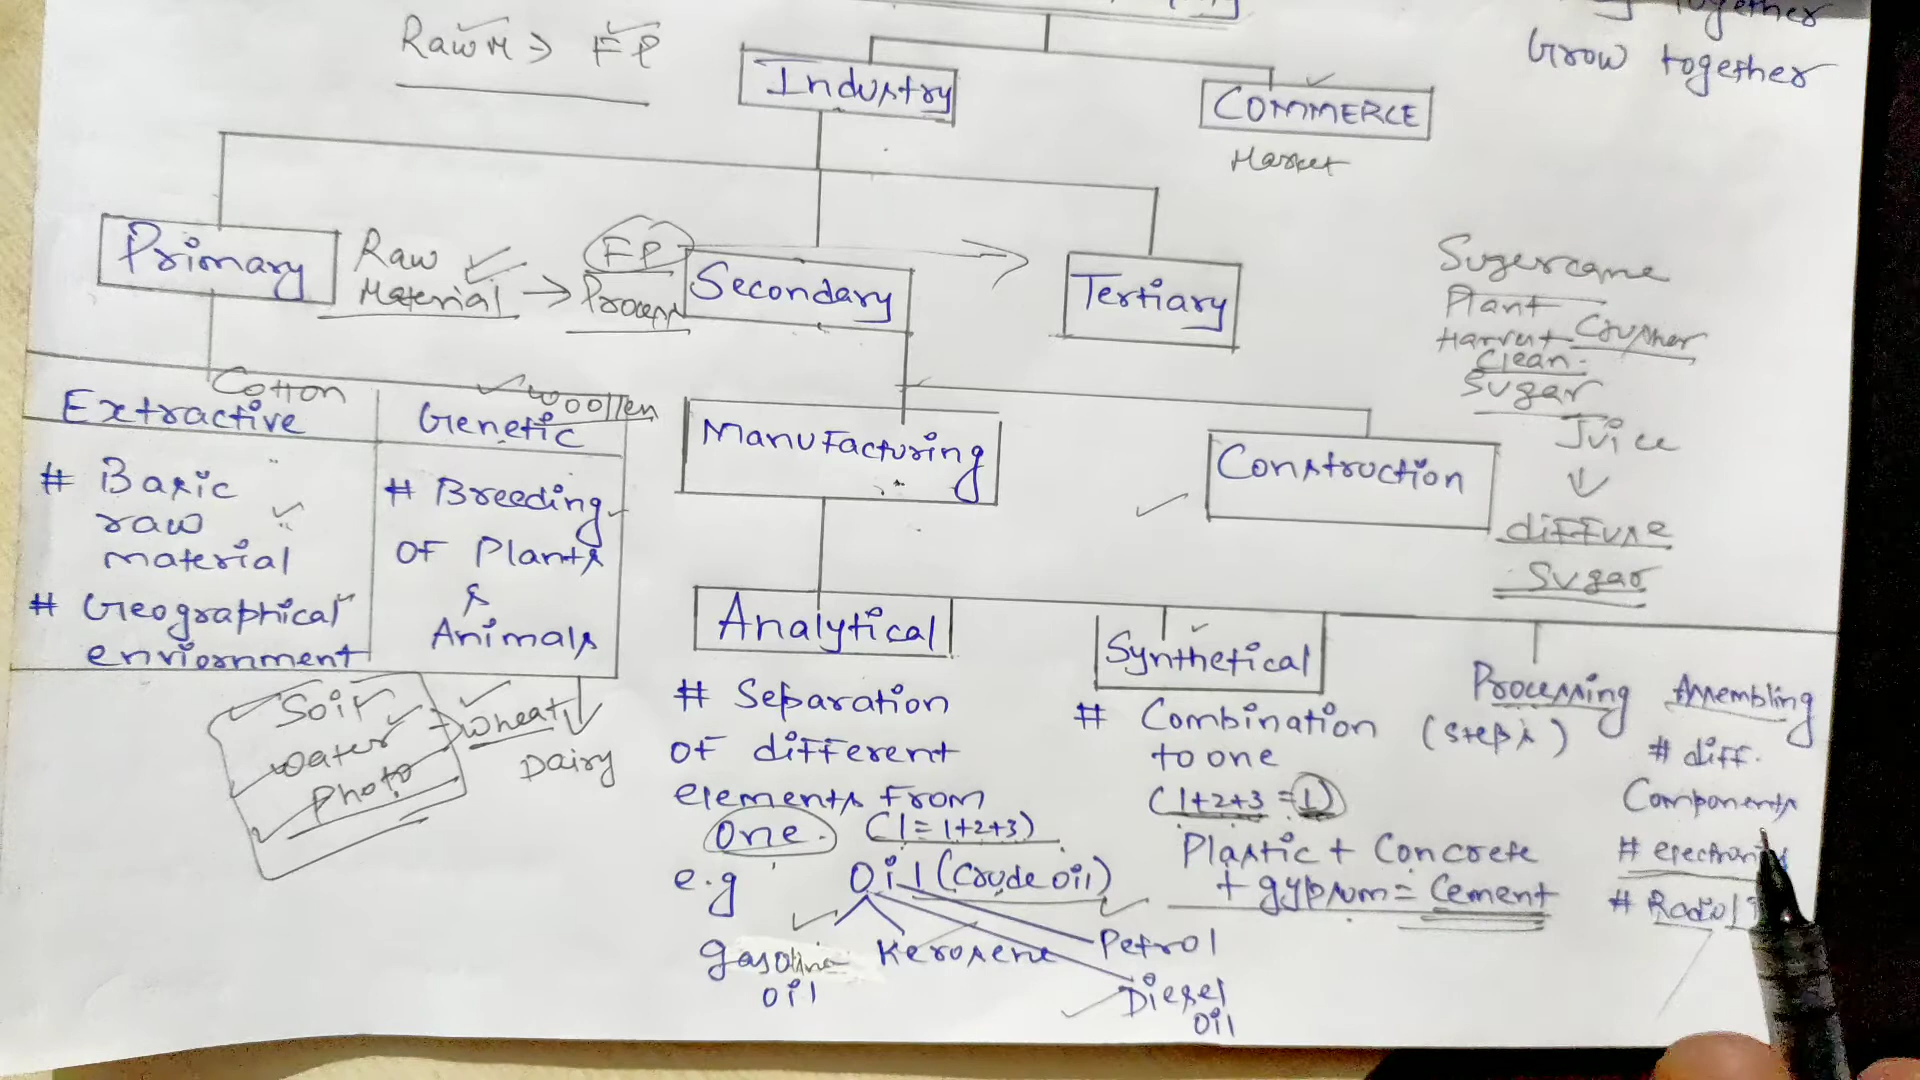 together
Grow together
Raw M => FP
Industry
COMMERCE
Market
Primary
Raw
Material
FP
Process
Secondary
Tertiary
Sugercane
Plant
Harvest Crusher
Clean
Sugar
Juice
diffuse
Sugar
Cotton
woollen
Extractive
Genetic
Manufacturing
Construction
# Basic
raw
material
# Geographical
enviornment
# Breeding
OF Plants
&
Animals
Soil
water
Photo
wheat
Dairy
Analytical
# Separation
of different
elements from
one. (1=1+2+3)
e.g Oil (Crude oil)
gasoline
oil
Kerosene
Petrol
Diesel
oil
Synthetical
# Combination
to one
(1+2+3 = 1)
Plastic + Concrete
+ gypsum = Cement
Processing
(steps)
Assembling
# diff.
Components
#
#